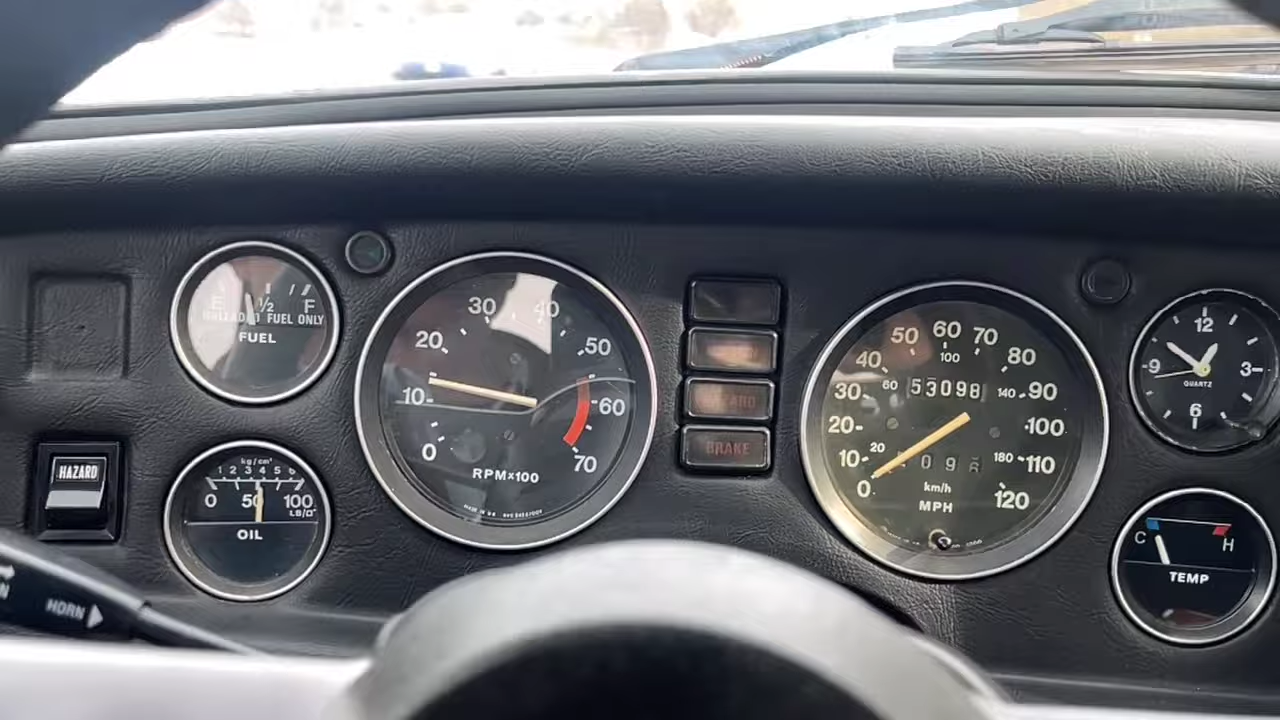 E ½ F
UNLEADED FUEL ONLY
FUEL
HAZARD
kg/cm²
1 2 3 4 5 6
0 50 100
OIL
HORN
0 10 20 30 40 50 60 70
RPM×100
HAZARD
BRAKE
0 10 20 30 40 50 60 70 80 90 100 110 120
20 60 100 140 180
53098
09
km/h
MPH
12
3
6
9
QUARTZ
C H
TEMP